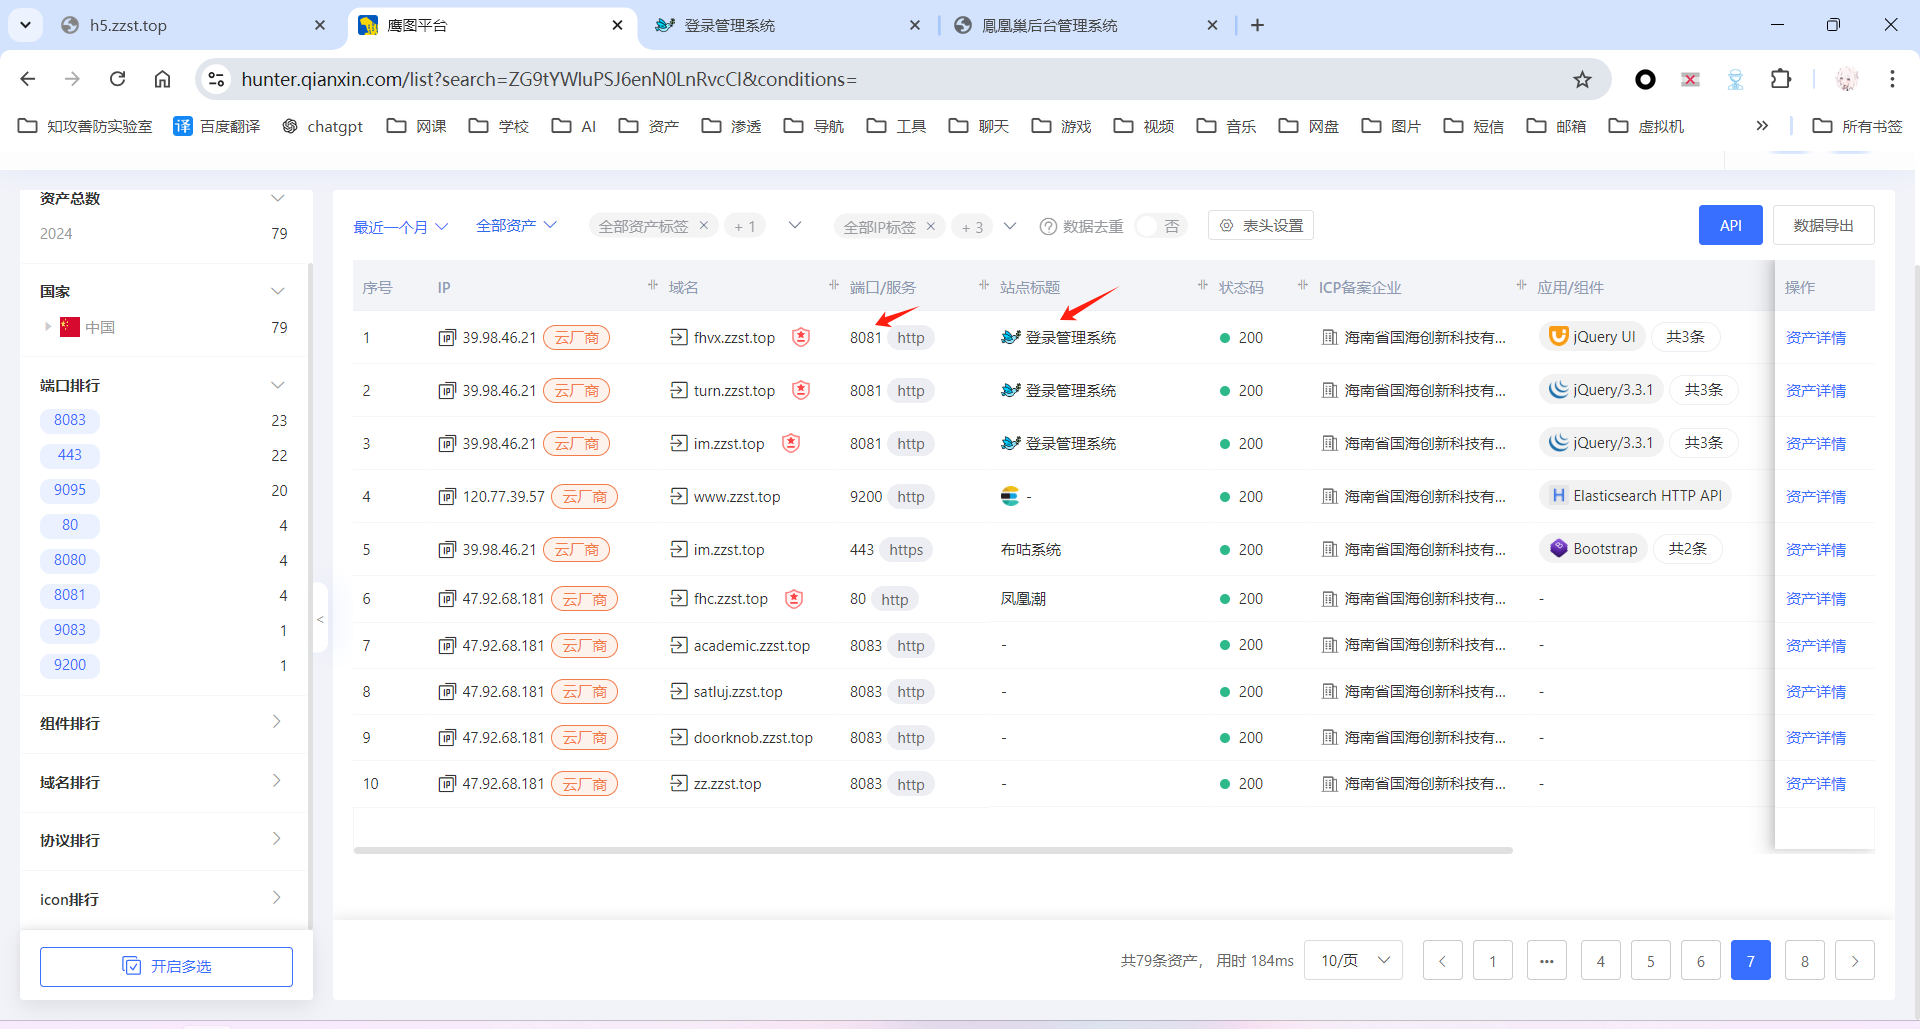 h5.zzst.top
鹰图平台
登录管理系统
凰凰巢后台管理系统
hunter.qianxin.com/list?search=ZG9tYWluPSJ6enN0LnRvcCI&conditions=
知攻善防实验室
译 百度翻译
chatgpt
网课
学校
AI
资产
渗透
导航
工具
聊天
游戏
视频
音乐
网盘
图片
短信
邮箱
虚拟机
»
所有书签
资产总数
2024 79
国家
中国 79
端口排行
8083 23
443 22
9095 20
80 4
8080 4
8081 4
9083 1
9200 1
组件排行
域名排行
协议排行
icon排行
开启多选
<
最近一个月 全部资产 全部资产标签 × + 1 全部IP标签 × + 3 数据去重 否 表头设置 API 数据导出
序号 IP 域名 端口/服务 站点标题 状态码 ICP备案企业 应用/组件 操作
1 IP 39.98.46.21 云厂商 fhvx.zzst.top 8081 http 登录管理系统 200 海南省国海创新科技有... jQuery UI 共3条 资产详情
2 IP 39.98.46.21 云厂商 turn.zzst.top 8081 http 登录管理系统 200 海南省国海创新科技有... jQuery/3.3.1 共3条 资产详情
3 IP 39.98.46.21 云厂商 im.zzst.top 8081 http 登录管理系统 200 海南省国海创新科技有... jQuery/3.3.1 共3条 资产详情
4 IP 120.77.39.57 云厂商 www.zzst.top 9200 http - 200 海南省国海创新科技有... H Elasticsearch HTTP API 资产详情
5 IP 39.98.46.21 云厂商 im.zzst.top 443 https 布咕系统 200 海南省国海创新科技有... Bootstrap 共2条 资产详情
6 IP 47.92.68.181 云厂商 fhc.zzst.top 80 http 凤凰潮 200 海南省国海创新科技有... - 资产详情
7 IP 47.92.68.181 云厂商 academic.zzst.top 8083 http - 200 海南省国海创新科技有... - 资产详情
8 IP 47.92.68.181 云厂商 satluj.zzst.top 8083 http - 200 海南省国海创新科技有... - 资产详情
9 IP 47.92.68.181 云厂商 doorknob.zzst.top 8083 http - 200 海南省国海创新科技有... - 资产详情
10 IP 47.92.68.181 云厂商 zz.zzst.top 8083 http - 200 海南省国海创新科技有... - 资产详情
共79条资产， 用时 184ms 10/页 < 1 ••• 4 5 6 7 8 >